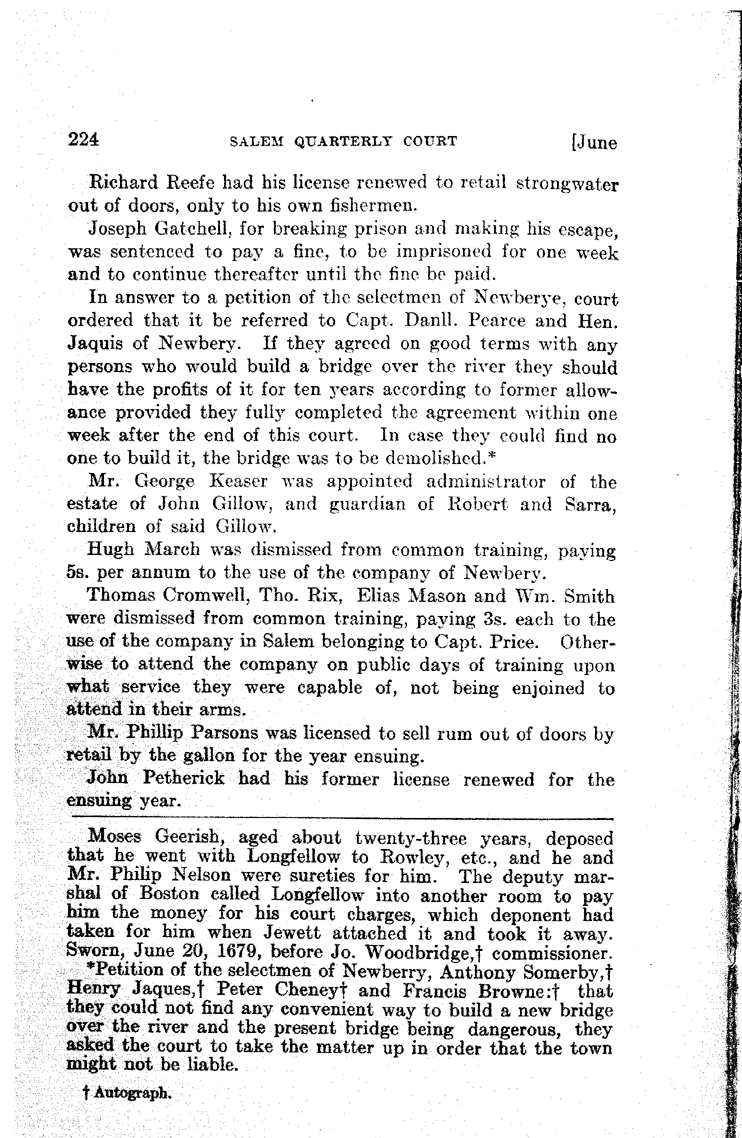 224 SALEM QUARTERLY COURT [June
Richard Reefe had his license renewed to retail strongwater
out of doors, only to his own fishermen.
Joseph Gatchell, for breaking prison and making his escape,
was sentenced to pay a fine, to be imprisoned for one week
and to continue thereafter until the fine be paid.
In answer to a petition of the selectmen of Newberye, court
ordered that it be referred to Capt. Danll. Pearce and Hen.
Jaquis of Newbery. If they agreed on good terms with any
persons who would build a bridge over the river they should
have the profits of it for ten years according to former allow-
ance provided they fully completed the agreement within one
week after the end of this court. In case they could find no
one to build it, the bridge was to be demolished.*
Mr. George Keaser was appointed administrator of the
estate of John Gillow, and guardian of Robert and Sarra,
children of said Gillow.
Hugh March was dismissed from common training, paying
5s. per annum to the use of the company of Newbery.
Thomas Cromwell, Tho. Rix, Elias Mason and Wm. Smith
were dismissed from common training, paying 3s. each to the
use of the company in Salem belonging to Capt. Price. Other-
wise to attend the company on public days of training upon
what service they were capable of, not being enjoined to
attend in their arms.
Mr. Phillip Parsons was licensed to sell rum out of doors by
retail by the gallon for the year ensuing.
John Petherick had his former license renewed for the
ensuing year.
Moses Geerish, aged about twenty-three years, deposed
that he went with Longfellow to Rowley, etc., and he and
Mr. Philip Nelson were sureties for him. The deputy mar-
shal of Boston called Longfellow into another room to pay
him the money for his court charges, which deponent had
taken for him when Jewett attached it and took it away.
Sworn, June 20, 1679, before Jo. Woodbridge,† commissioner.
*Petition of the selectmen of Newberry, Anthony Somerby,†
Henry Jaques,† Peter Cheney† and Francis Browne:† that
they could not find any convenient way to build a new bridge
over the river and the present bridge being dangerous, they
asked the court to take the matter up in order that the town
might not be liable.
† Autograph.